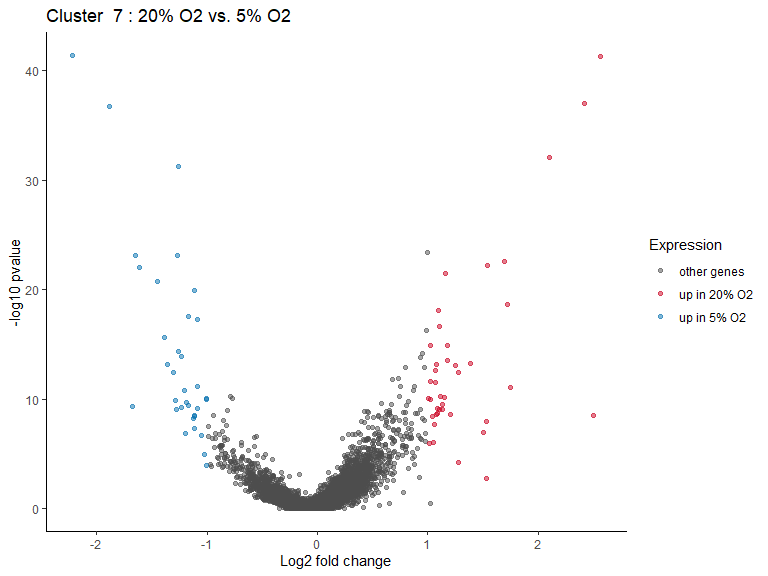 Cluster  7 : 20% O2 vs. 5% O2
40
30
20
10
0
-log10 pvalue
-2
-1
0
1
2
Log2 fold change
Expression
other genes
up in 20% O2
up in 5% O2